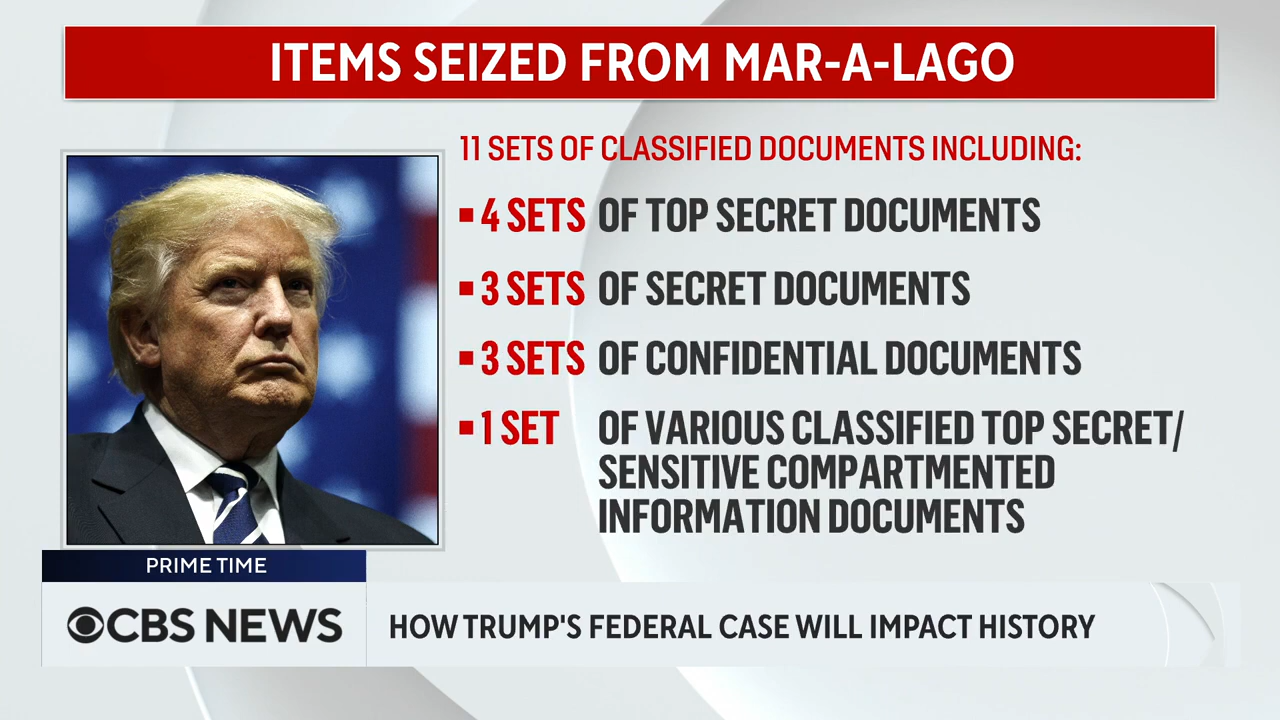 ITEMS SEIZED FROM MAR-A-LAGO
11 SETS OF CLASSIFIED DOCUMENTS INCLUDING:
▪ 4 SETS OF TOP SECRET DOCUMENTS
▪ 3 SETS OF SECRET DOCUMENTS
▪ 3 SETS OF CONFIDENTIAL DOCUMENTS
▪ 1 SET OF VARIOUS CLASSIFIED TOP SECRET/
SENSITIVE COMPARTMENTED
INFORMATION DOCUMENTS
PRIME TIME
CBS NEWS
HOW TRUMP'S FEDERAL CASE WILL IMPACT HISTORY